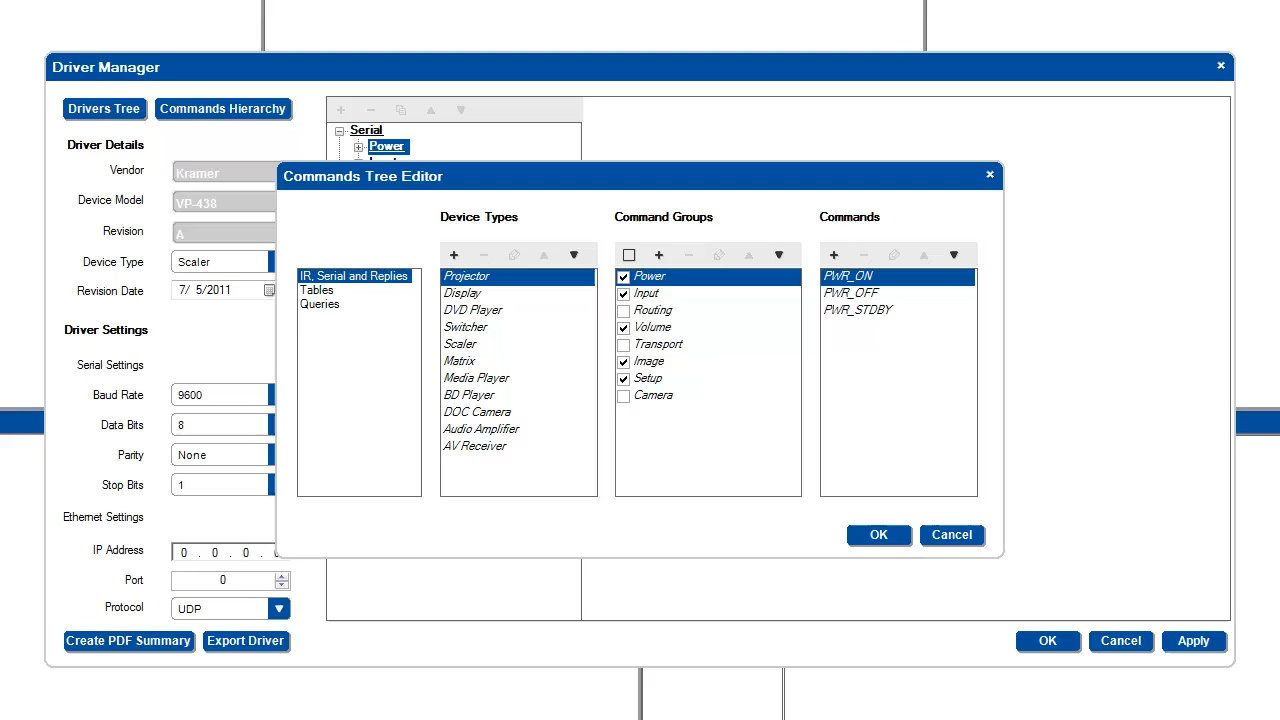 Driver Manager
Drivers Tree
Commands Hierarchy
Driver Details
Vendor
Kramer
Device Model
VP-438
Revision
A
Device Type
Scaler
Revision Date
7/ 5/2011
Driver Settings
Serial Settings
Baud Rate
9600
Data Bits
8
Parity
None
Stop Bits
1
Ethernet Settings
IP Address
0 . 0 . 0 .
Port
0
Protocol
UDP
Create PDF Summary
Export Driver
Serial
Power
Commands Tree Editor
IR, Serial and Replies
Tables
Queries
Device Types
Projector
Display
DVD Player
Switcher
Scaler
Matrix
Media Player
BD Player
DOC Camera
Audio Amplifier
AV Receiver
Command Groups
Power
Input
Routing
Volume
Transport
Image
Setup
Camera
Commands
PWR_ON
PWR_OFF
PWR_STDBY
OK
Cancel
OK
Cancel
Apply